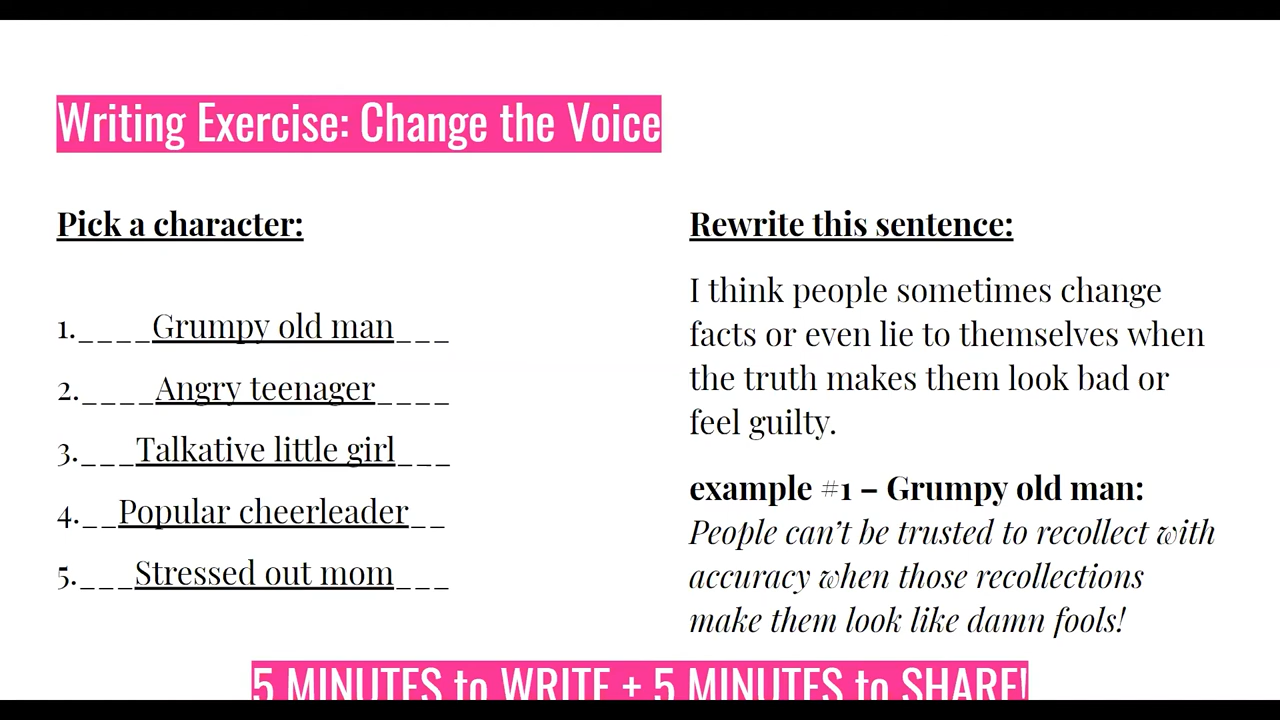 Writing Exercise: Change the Voice
Pick a character:
1.____Grumpy old man___
2.____Angry teenager____
3.___Talkative little girl___
4.__Popular cheerleader__
5.___Stressed out mom___
Rewrite this sentence:
I think people sometimes change
facts or even lie to themselves when
the truth makes them look bad or
feel guilty.
example #1 – Grumpy old man:
People can’t be trusted to recollect with
accuracy when those recollections
make them look like damn fools!
5 MINUTES to WRITE + 5 MINUTES to SHARE!